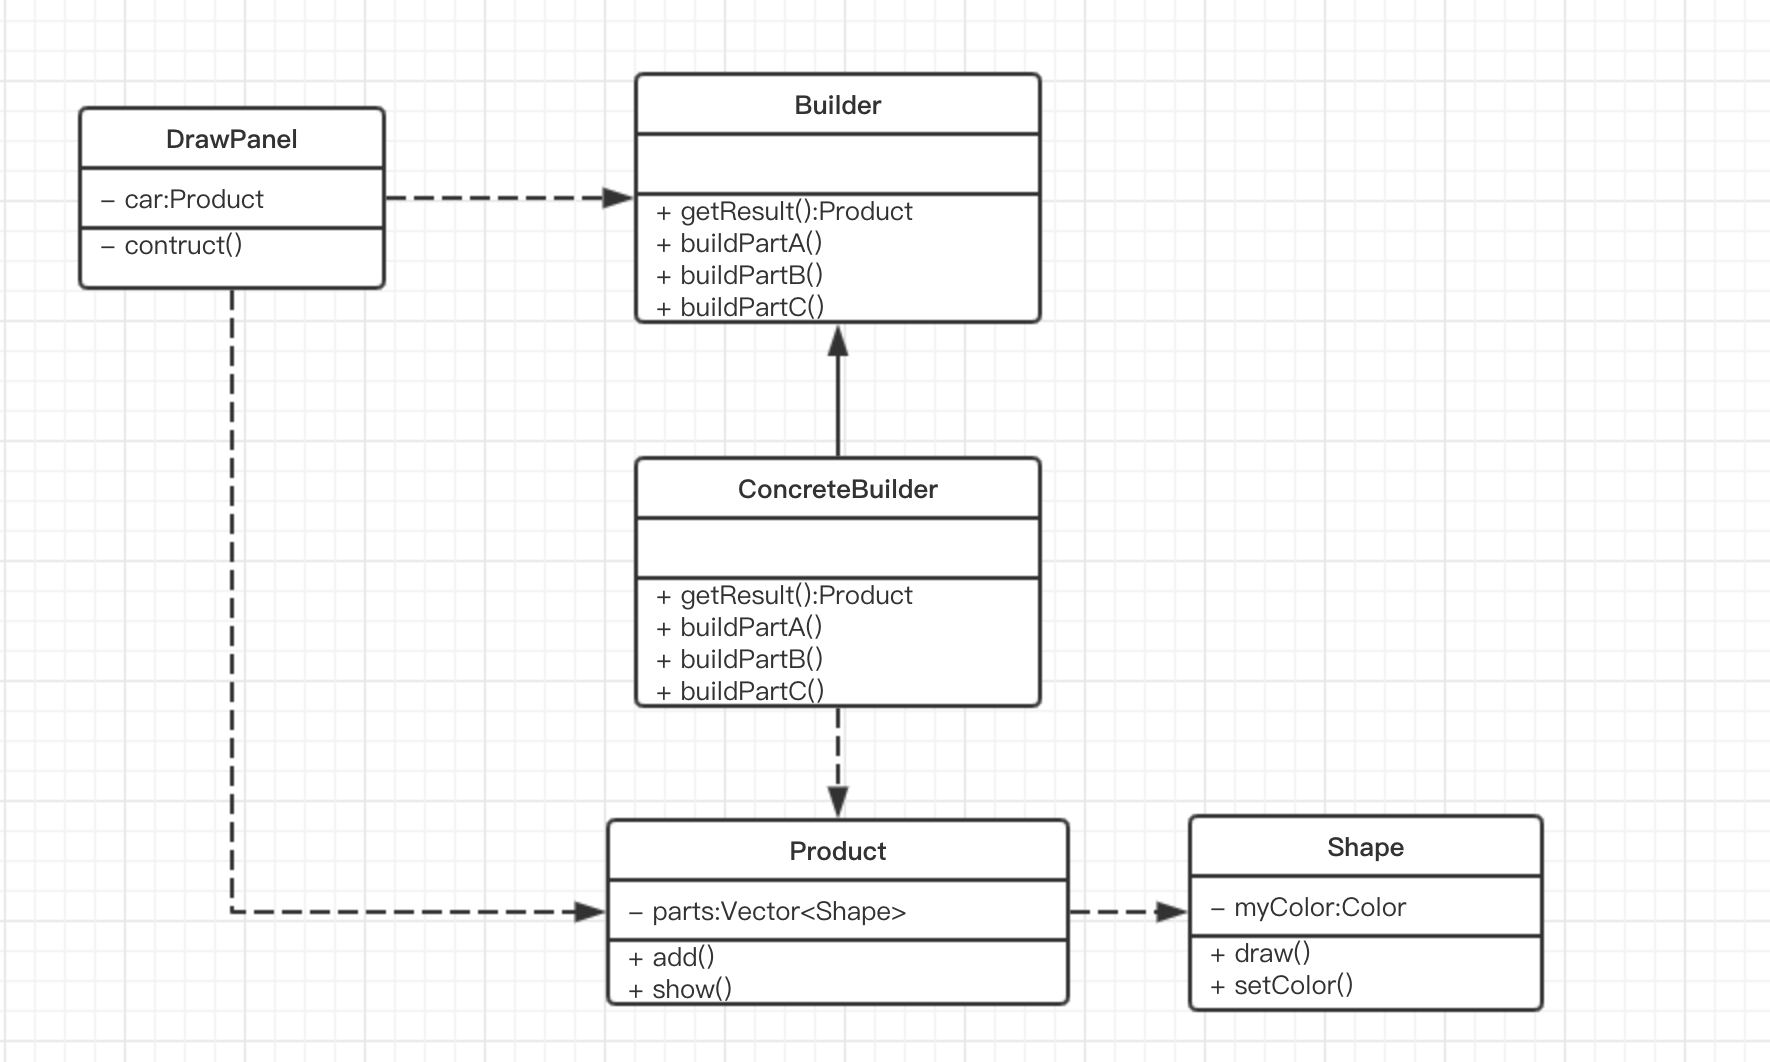 DrawPanel
– car:Product
– contruct()
Builder
+ getResult():Product
+ buildPartA()
+ buildPartB()
+ buildPartC()
ConcreteBuilder
+ getResult():Product
+ buildPartA()
+ buildPartB()
+ buildPartC()
Product
– parts:Vector<Shape>
+ add()
+ show()
Shape
– myColor:Color
+ draw()
+ setColor()